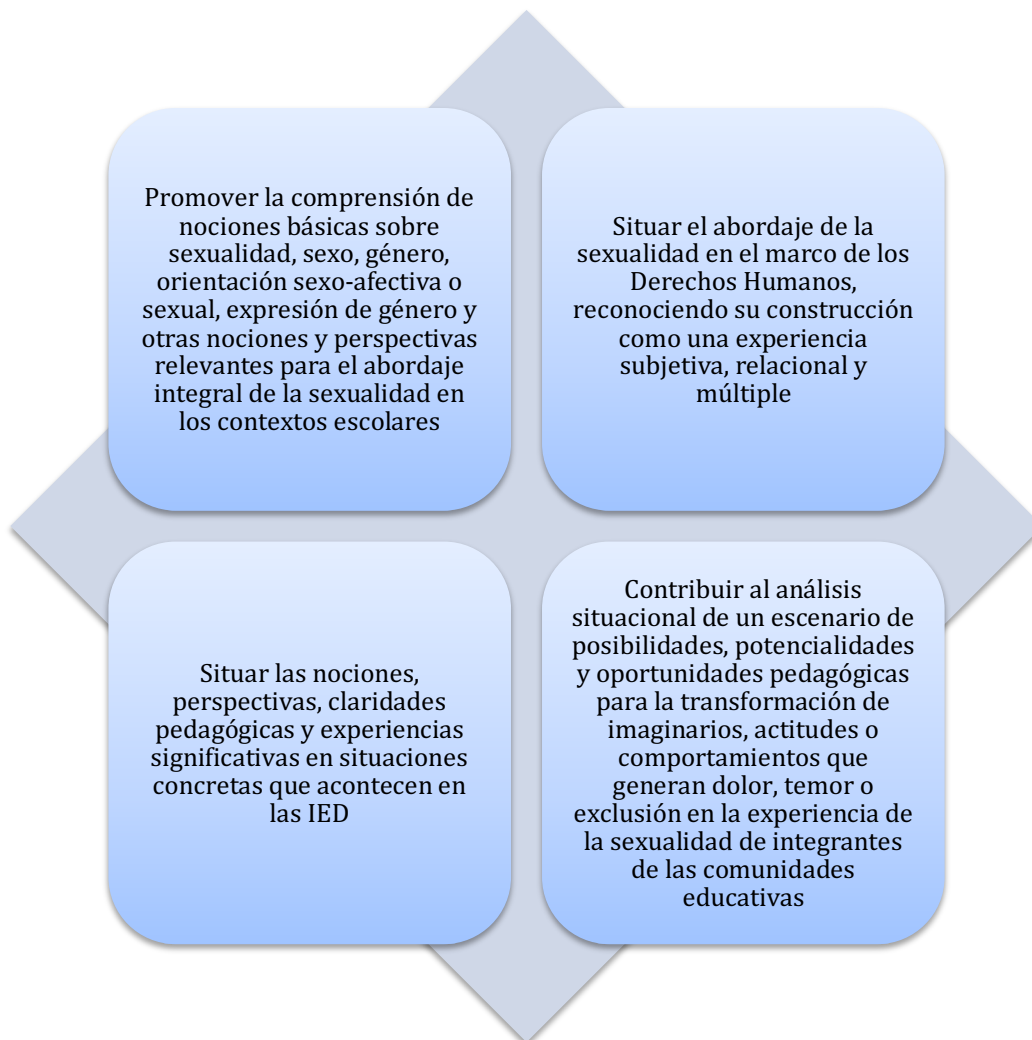 Promover la comprensión de
nociones básicas sobre
sexualidad, sexo, género,
orientación sexo-afectiva o
sexual, expresión de género y
otras nociones y perspectivas
relevantes para el abordaje
integral de la sexualidad en
los contextos escolares
Situar el abordaje de la
sexualidad en el marco de los
Derechos Humanos,
reconociendo su construcción
como una experiencia
subjetiva, relacional y
múltiple
Situar las nociones,
perspectivas, claridades
pedagógicas y experiencias
significativas en situaciones
concretas que acontecen en
las IED
Contribuir al análisis
situacional de un escenario de
posibilidades, potencialidades
y oportunidades pedagógicas
para la transformación de
imaginarios, actitudes o
comportamientos que
generan dolor, temor o
exclusión en la experiencia de
la sexualidad de integrantes
de las comunidades
educativas